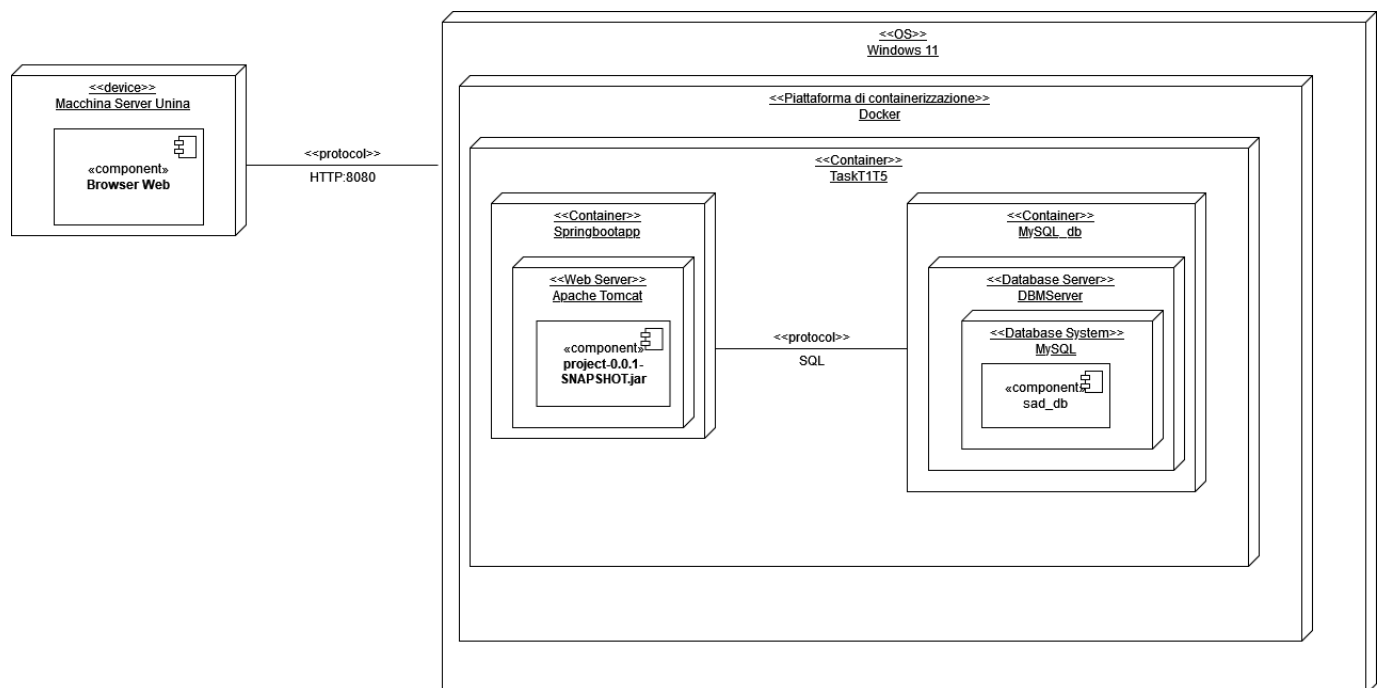 <<OS>>
Windows 11
<<device>>
Macchina Server Unina
«component»
Browser Web
<<protocol>>
HTTP:8080
<<Piattaforma di containerizzazione>>
Docker
<<Container>>
TaskT1T5
<<Container>>
Springbootapp
<<Web Server>>
Apache Tomcat
«component»
project-0.0.1-
SNAPSHOT.jar
<<protocol>>
SQL
<<Container>>
MySQL_db
<<Database Server>>
DBMServer
<<Database System>>
MySQL
«component»
sad_db